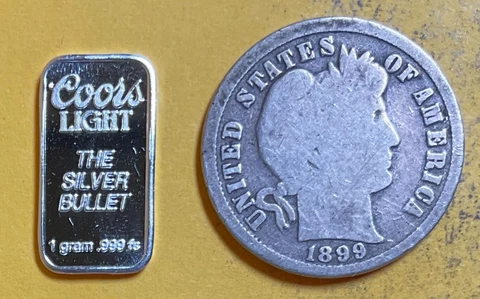 Coors
LIGHT
THE
SILVER
BULLET
1 gram .999 fs
UNITED STATES OF AMERICA
1899